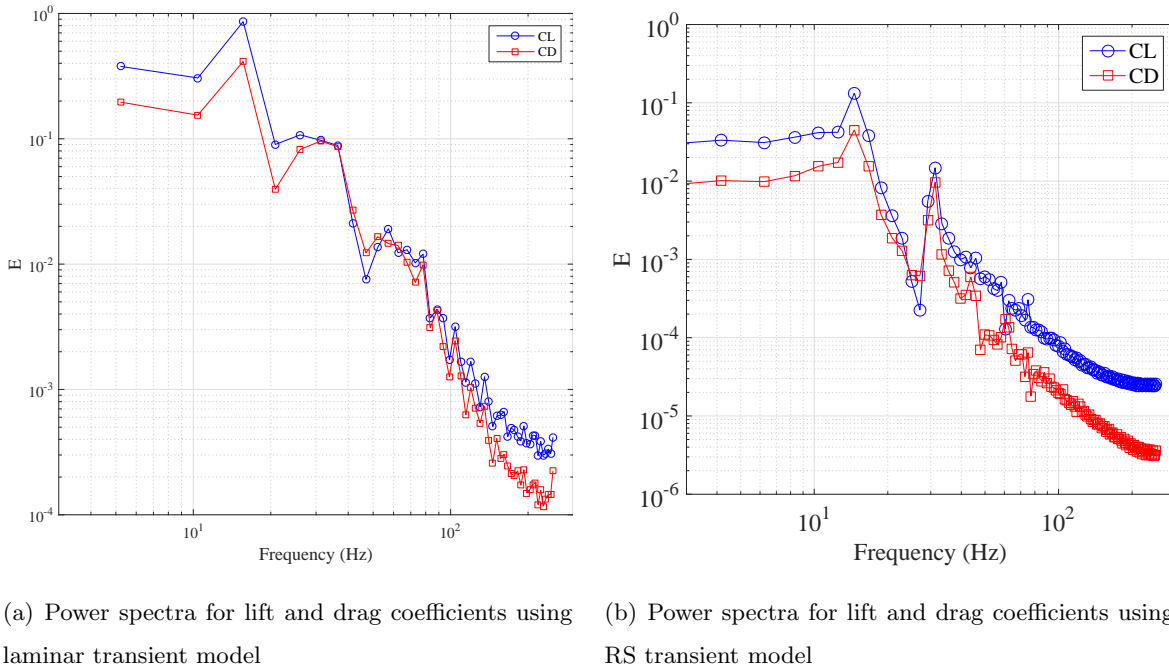 10^0
10^-1
10^-2
10^-3
10^-4
E
10^1
10^2
Frequency (Hz)
CL
CD
10^0
10^-1
10^-2
10^-3
10^-4
10^-5
10^-6
E
10^1
10^2
Frequency (Hz)
CL
CD
(a) Power spectra for lift and drag coefficients using
laminar transient model
(b) Power spectra for lift and drag coefficients using
RS transient model